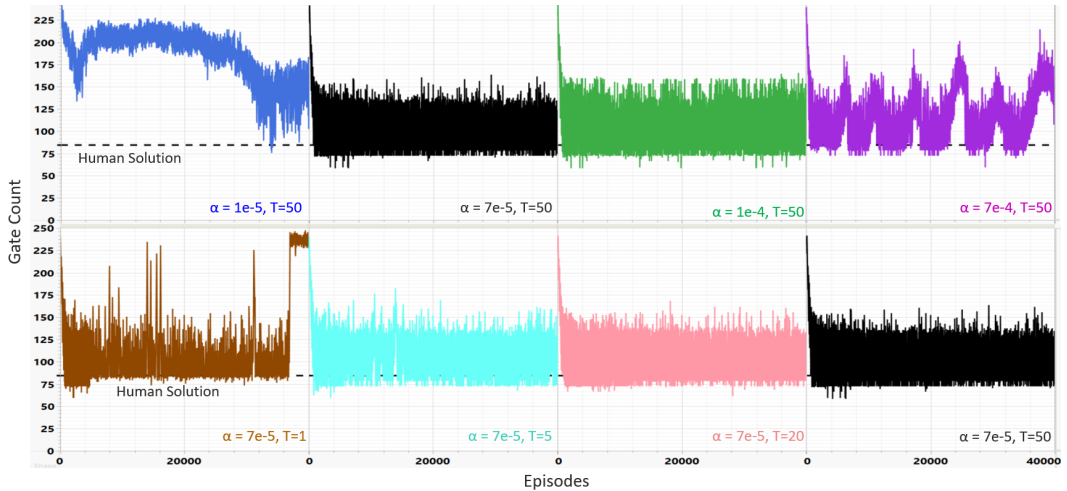 225
200
175
150
125
100
75
50
25
0
Human Solution
α = 1e-5, T=50
α = 7e-5, T=50
α = 1e-4, T=50
α = 7e-4, T=50
Gate Count
250
225
200
175
150
125
100
75
50
25
0
Human Solution
α = 7e-5, T=1
α = 7e-5, T=5
α = 7e-5, T=20
α = 7e-5, T=50
0 20000 0 20000 0 20000 0 20000 40000
Episodes